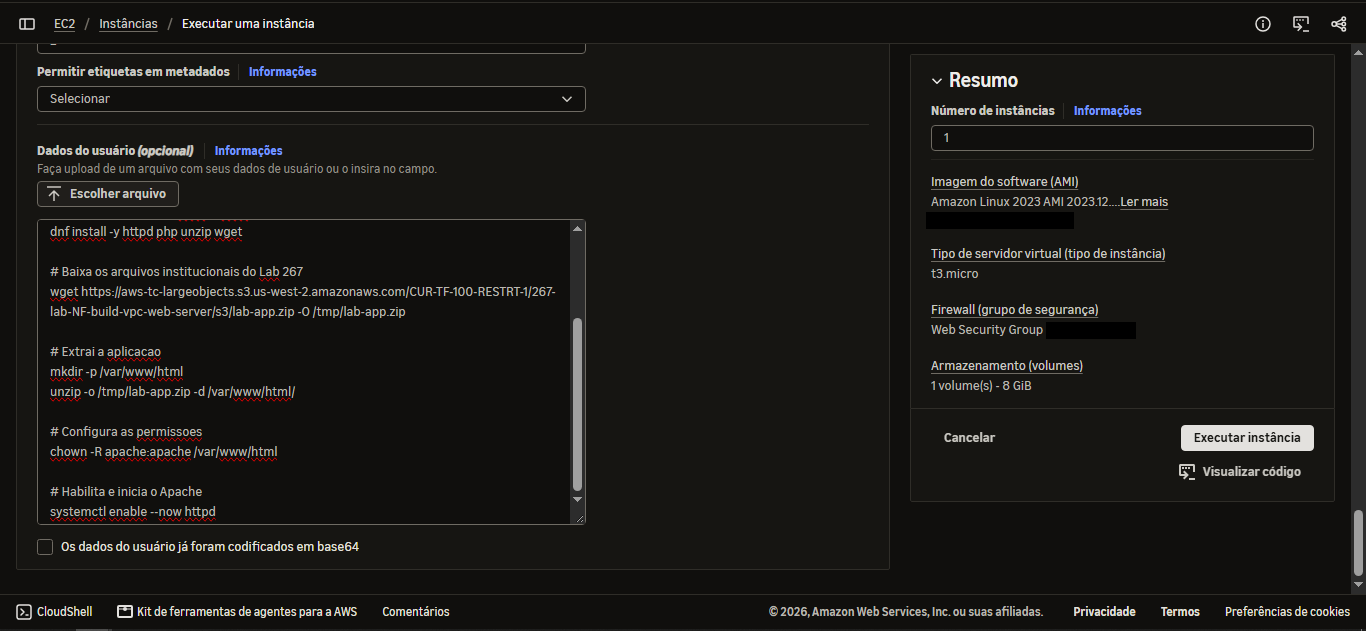 EC2 / Instâncias / Executar uma instância
Permitir etiquetas em metadados Informações
Selecionar
Dados do usuário (opcional) Informações
Faça upload de um arquivo com seus dados de usuário ou o insira no campo.
Escolher arquivo
dnf install -y httpd php unzip wget
# Baixa os arquivos institucionais do Lab 267
wget https://aws-tc-largeobjects.s3.us-west-2.amazonaws.com/CUR-TF-100-RESTRT-1/267-
lab-NF-build-vpc-web-server/s3/lab-app.zip -O /tmp/lab-app.zip
# Extrai a aplicacao
mkdir -p /var/www/html
unzip -o /tmp/lab-app.zip -d /var/www/html/
# Configura as permissoes
chown -R apache:apache /var/www/html
# Habilita e inicia o Apache
systemctl enable --now httpd
Os dados do usuário já foram codificados em base64
Resumo
Número de instâncias Informações
1
Imagem do software (AMI)
Amazon Linux 2023 AMI 2023.12....Ler mais
Tipo de servidor virtual (tipo de instância)
t3.micro
Firewall (grupo de segurança)
Web Security Group
Armazenamento (volumes)
1 volume(s) - 8 GiB
Cancelar
Executar instância
Visualizar código
CloudShell Kit de ferramentas de agentes para a AWS Comentários © 2026, Amazon Web Services, Inc. ou suas afiliadas. Privacidade Termos Preferências de cookies